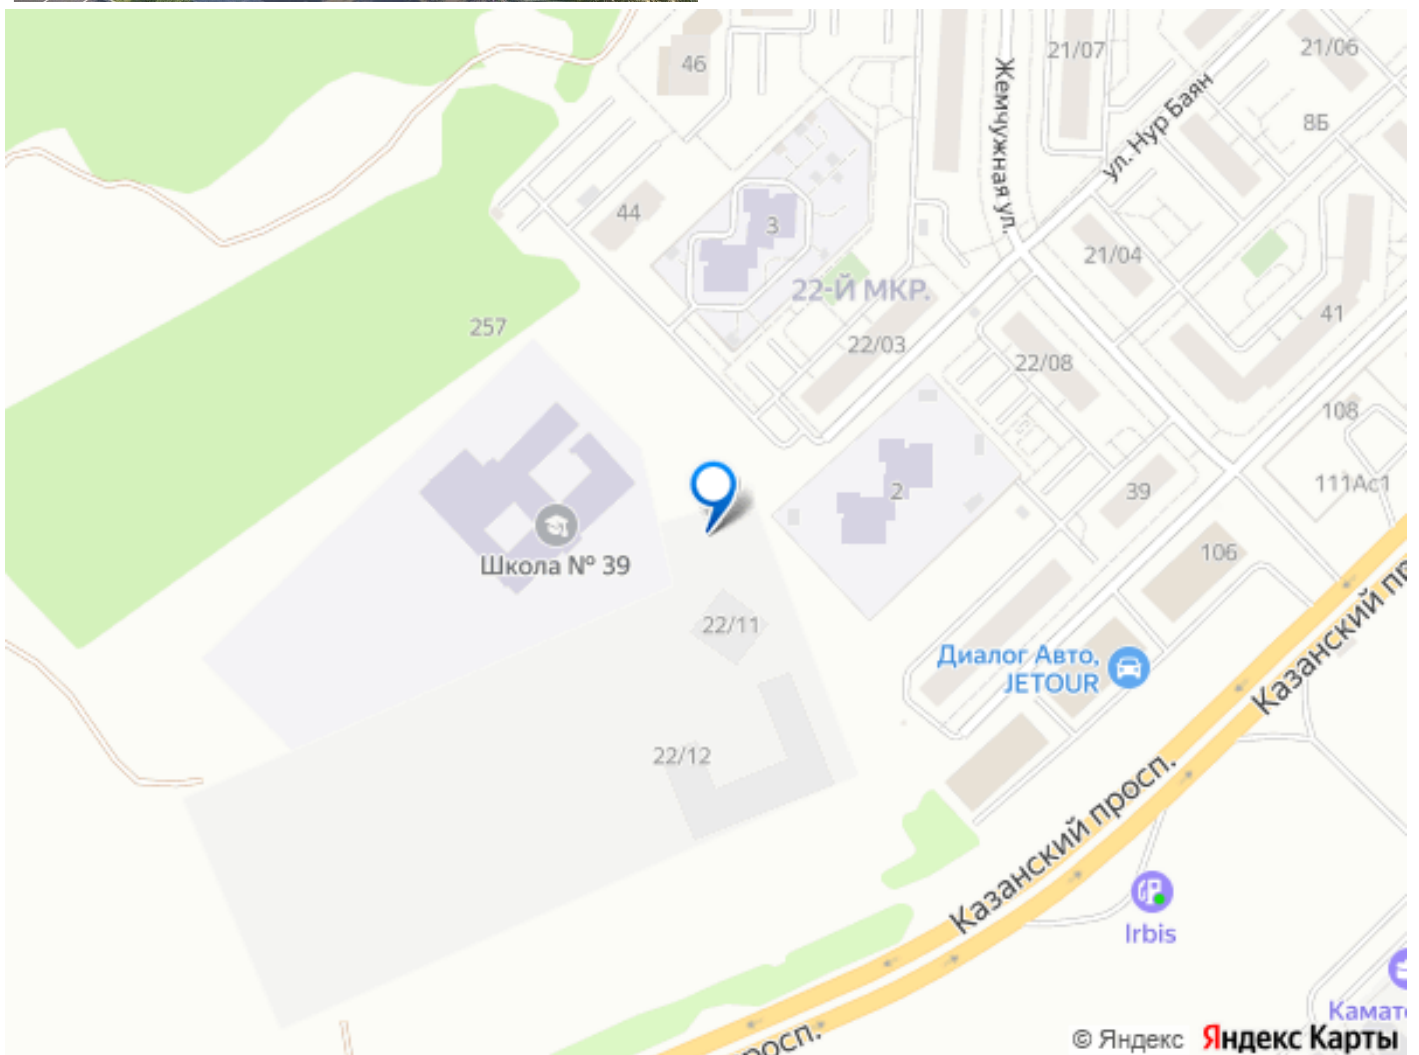 46
21/07
21/06
Жемчужная ул.
ул. Нур Баян
8Б
44
3
21/04
22-Й МКР.
257
22/03
41
22/08
108
2
39
111Ас1
Школа № 39
106
22/11
Диалог Авто,
JETOUR
Казанский пр
22/12
Казанский просп.
Irbis
Камат
росп.
© Яндекс Яндекс Карты